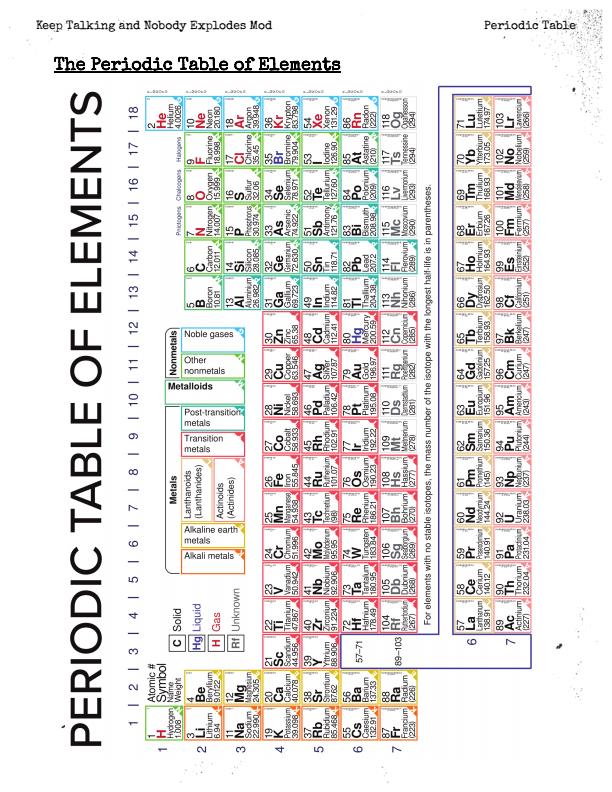 Keep Talking and Nobody Explodes Mod
Periodic Table
The Periodic Table of Elements
PERIODIC TABLE OF ELEMENTS
1 2 3 4 5 6 7 8 9 10 11 12 13 14 15 16 17 18
Atomic #
Symbol
Name
Weight
C Solid
Hg Liquid
H Gas
Rf Unknown
Metals
Alkali metals
Alkaline earth metals
Lanthanoids (Lanthanides)
Actinoids (Actinides)
Transition metals
Post-transition metals
Metalloids
Nonmetals
Other nonmetals
Noble gases
Pnictogens Chalcogens Halogens
1
1 H Hydrogen 1.008
2 He Helium 4.0026
2
3 Li Lithium 6.94
4 Be Beryllium 9.0122
5 B Boron 10.81
6 C Carbon 12.011
7 N Nitrogen 14.007
8 O Oxygen 15.999
9 F Fluorine 18.998
10 Ne Neon 20.180
3
11 Na Sodium 22.990
12 Mg Magnesium 24.305
13 Al Aluminium 26.982
14 Si Silicon 28.085
15 P Phosphorus 30.974
16 S Sulfur 32.06
17 Cl Chlorine 35.45
18 Ar Argon 39.948
4
19 K Potassium 39.098
20 Ca Calcium 40.078
21 Sc Scandium 44.956
22 Ti Titanium 47.867
23 V Vanadium 50.942
24 Cr Chromium 51.996
25 Mn Manganese 54.938
26 Fe Iron 55.845
27 Co Cobalt 58.933
28 Ni Nickel 58.693
29 Cu Copper 63.546
30 Zn Zinc 65.38
31 Ga Gallium 69.723
32 Ge Germanium 72.630
33 As Arsenic 74.922
34 Se Selenium 78.971
35 Br Bromine 79.904
36 Kr Krypton 83.798
5
37 Rb Rubidium 85.468
38 Sr Strontium 87.62
39 Y Yttrium 88.906
40 Zr Zirconium 91.224
41 Nb Niobium 92.906
42 Mo Molybdenum 95.95
43 Tc Technetium (98)
44 Ru Ruthenium 101.07
45 Rh Rhodium 102.91
46 Pd Palladium 106.42
47 Ag Silver 107.87
48 Cd Cadmium 112.41
49 In Indium 114.82
50 Sn Tin 118.71
51 Sb Antimony 121.76
52 Te Tellurium 127.60
53 I Iodine 126.90
54 Xe Xenon 131.29
6
55 Cs Caesium 132.91
56 Ba Barium 137.33
57–71
72 Hf Hafnium 178.49
73 Ta Tantalum 180.95
74 W Tungsten 183.84
75 Re Rhenium 186.21
76 Os Osmium 190.23
77 Ir Iridium 192.22
78 Pt Platinum 195.08
79 Au Gold 196.97
80 Hg Mercury 200.59
81 Tl Thallium 204.38
82 Pb Lead 207.2
83 Bi Bismuth 208.98
84 Po Polonium (209)
85 At Astatine (210)
86 Rn Radon (222)
7
87 Fr Francium (223)
88 Ra Radium (226)
89–103
104 Rf Rutherfordium (267)
105 Db Dubnium (268)
106 Sg Seaborgium (269)
107 Bh Bohrium (270)
108 Hs Hassium (277)
109 Mt Meitnerium (278)
110 Ds Darmstadtium (281)
111 Rg Roentgenium (282)
112 Cn Copernicium (285)
113 Nh Nihonium (286)
114 Fl Flerovium (289)
115 Mc Moscovium (290)
116 Lv Livermorium (293)
117 Ts Tennessine (294)
118 Og Oganesson (294)
For elements with no stable isotopes, the mass number of the isotope with the longest half-life is in parentheses.
6
57 La Lanthanum 138.91
58 Ce Cerium 140.12
59 Pr Praseodymium 140.91
60 Nd Neodymium 144.24
61 Pm Promethium (145)
62 Sm Samarium 150.36
63 Eu Europium 151.96
64 Gd Gadolinium 157.25
65 Tb Terbium 158.93
66 Dy Dysprosium 162.50
67 Ho Holmium 164.93
68 Er Erbium 167.26
69 Tm Thulium 168.93
70 Yb Ytterbium 173.05
71 Lu Lutetium 174.97
7
89 Ac Actinium (227)
90 Th Thorium 232.04
91 Pa Protactinium 231.04
92 U Uranium 238.03
93 Np Neptunium (237)
94 Pu Plutonium (244)
95 Am Americium (243)
96 Cm Curium (247)
97 Bk Berkelium (247)
98 Cf Californium (251)
99 Es Einsteinium (252)
100 Fm Fermium (257)
101 Md Mendelevium (258)
102 No Nobelium (259)
103 Lr Lawrencium (266)